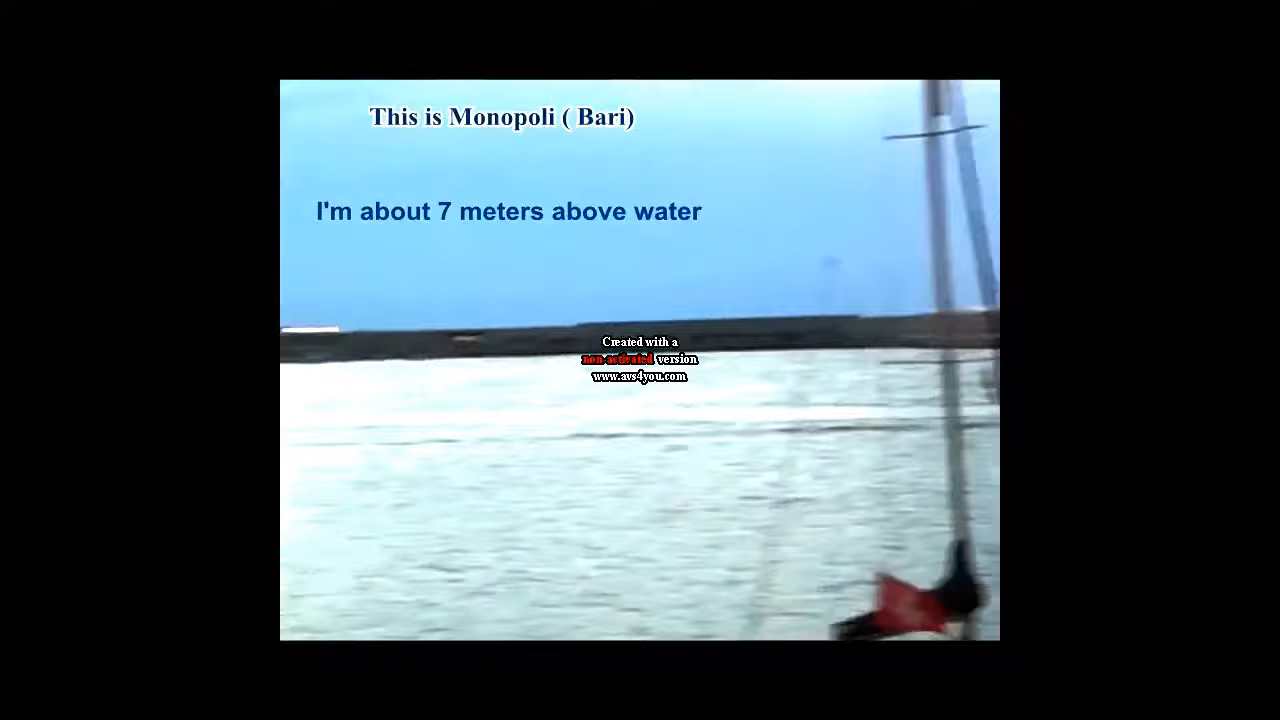 This is Monopoli ( Bari)
I'm about 7 meters above water
Created with a
non-activated version
www.avs4you.com